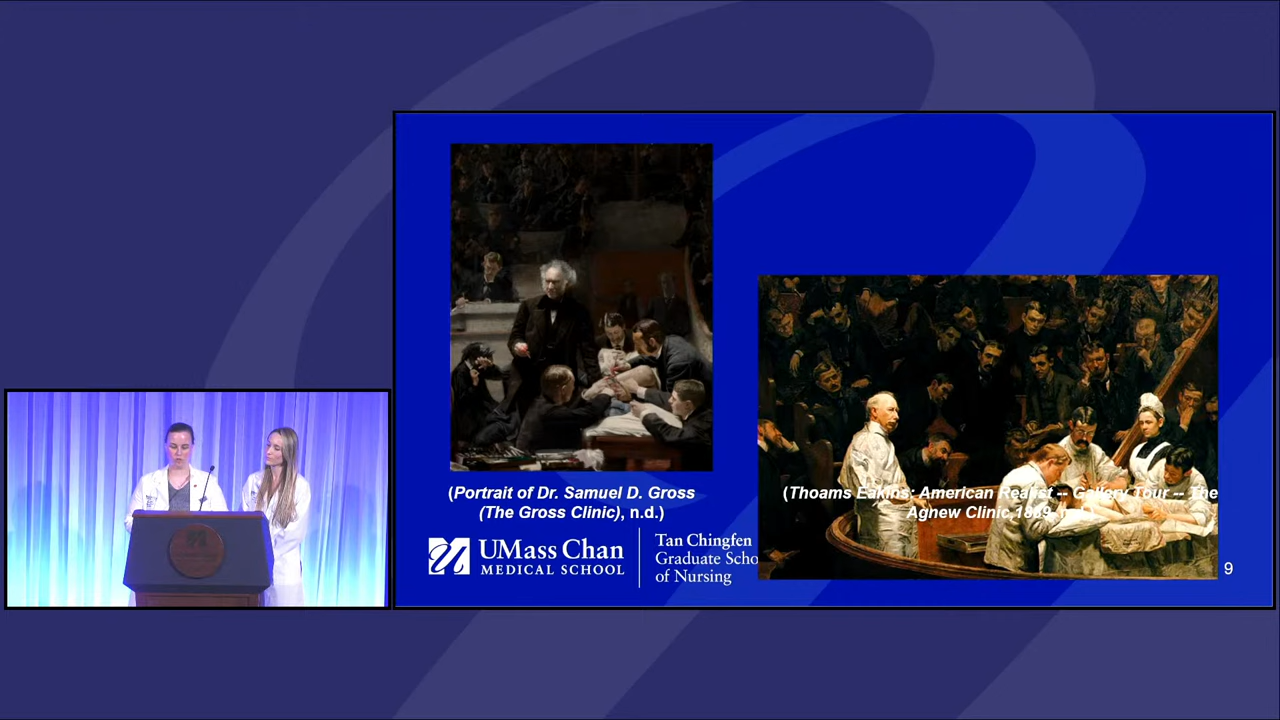 (Portrait of Dr. Samuel D. Gross
(The Gross Clinic), n.d.)
(Thoams Eakins: American Realist -- Gallery Tour -- The
Agnew Clinic 1889, n.d.)
UMass Chan
MEDICAL SCHOOL
Tan Chingfen
Graduate Scho
of Nursing
9